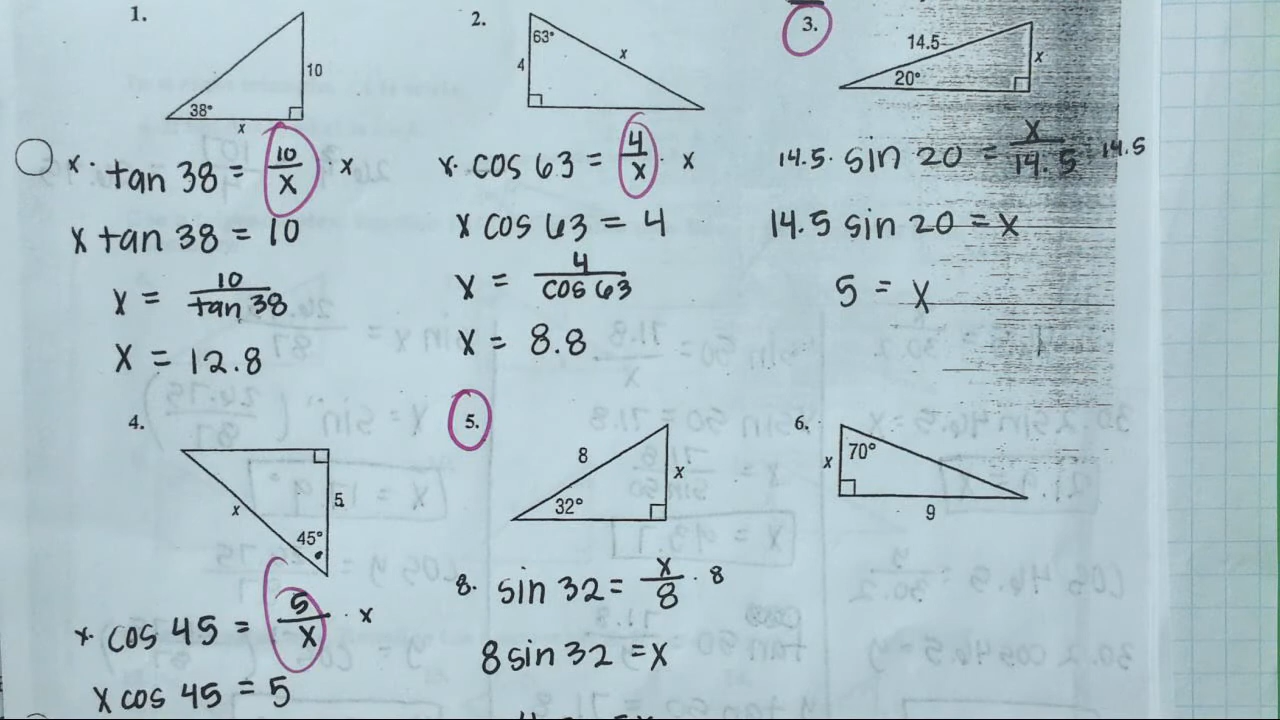 1.
10
38°
x
x · tan 38 = 10/x · x
x tan 38 = 10
x = 10/tan 38
x = 12.8
2.
63°
4
x
x · cos 63 = 4/x · x
x cos 63 = 4
x = 4/cos 63
x = 8.8
3.
14.5
20°
x
14.5 · sin 20 = x/14.5 · 14.5
14.5 sin 20 = x
5 = x
4.
x
5
45°
x · cos 45 = 5/x · x
x cos 45 = 5
5.
8
x
32°
8 · sin 32 = x/8 · 8
8 sin 32 = x
= x
6.
x
70°
9